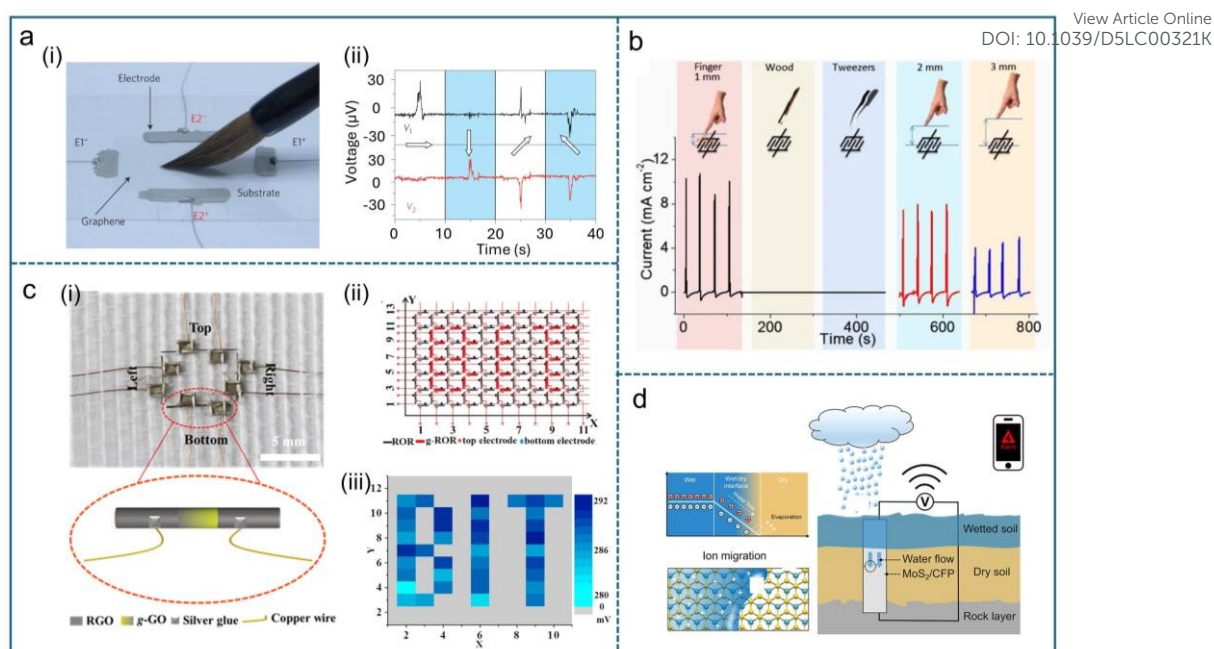 View Article Online
DOI: 10.1039/D5LC00321K
a
(i)
Electrode
E2⁻
E1⁻
E1⁺
Substrate
Graphene
E2⁺
(ii)
Voltage (μV)
30
0
-30
V₁
30
0
-30
V₂
0 10 20 30 40
Time (s)
b
Finger
1 mm
Wood
Tweezers
2 mm
3 mm
Current (mA cm⁻²)
12
8
4
0
0 200 400 600 800
Time (s)
c
(i)
Top
Left
Right
Bottom
5 mm
RGO g-GO Silver glue Copper wire
(ii)
Y
13
11
9
7
5
3
1
1 3 5 7 9 11
X
ROR g-ROR top electrode bottom electrode
(iii)
12
10
8
6
4
2
Y
2 4 6 8 10
X
292
286
280
0
mV
d
Wet
Wet/dry
interface
Dry
Water flow
Evaporation
Ion migration
V
Wetted soil
Water flow
MoS₂/CFP
Dry soil
Rock layer